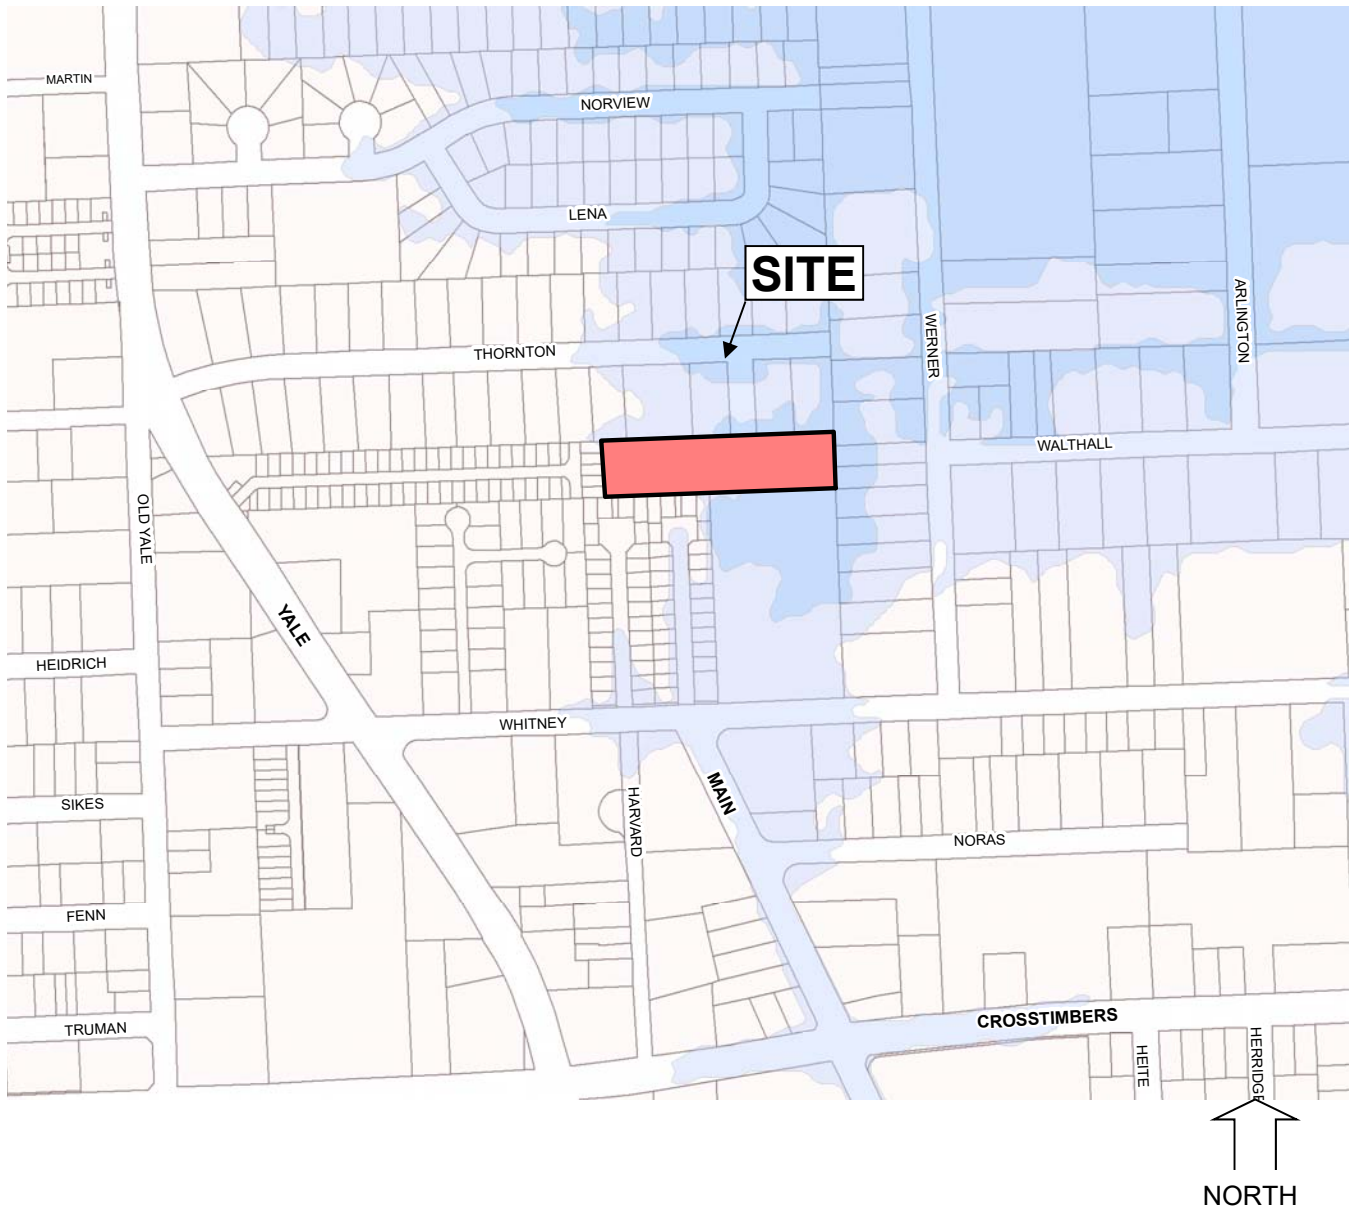 MARTIN
NORVIEW
LENA
SITE
ARLINGTON
WERNER
THORNTON
WALTHALL
OLD YALE
YALE
HEIDRICH
WHITNEY
MAIN
HARVARD
SIKES
NORAS
FENN
CROSSTIMBERS
TRUMAN
HEITE
HERRIDGE
NORTH